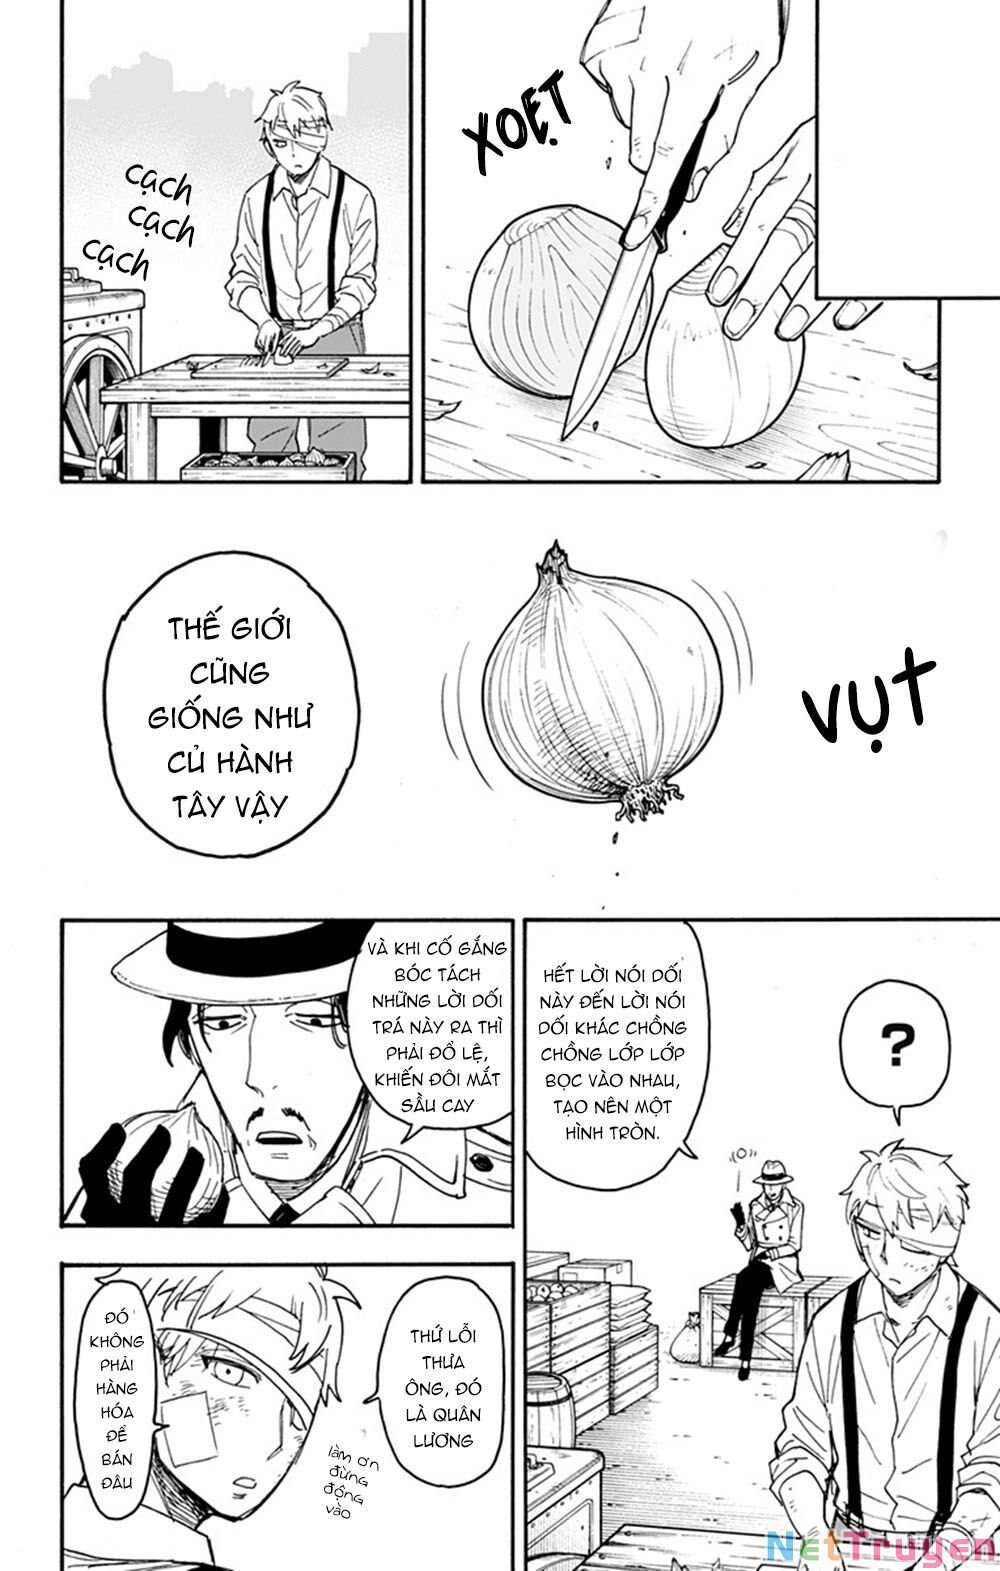 XOẸT
CẠCH
CẠCH
CẠCH
VỤT
THẾ GIỚI
CŨNG
GIỐNG NHƯ
CỦ HÀNH
TÂY VẬY
?
HẾT LỜI NÓI DỐI
NÀY ĐẾN LỜI NÓI
DỐI KHÁC CHỒNG
CHỒNG LỚP LỚP
BỌC VÀO NHAU,
TẠO NÊN MỘT
HÌNH TRÒN.
VÀ KHI CỐ GẮNG
BÓC TÁCH
NHỮNG LỜI DỐI
TRÁ NÀY RA THÌ
PHẢI ĐỔ LỆ,
KHIẾN ĐÔI MẮT
SẦU CAY
THỨ LỖI
THƯA
ÔNG, ĐÓ
LÀ QUÂN
LƯƠNG
làm ơn
đừng
động
vào
ĐÓ
KHÔNG
PHẢI
HÀNG
HÓA
ĐỂ
BÁN
ĐÂU
NetTruyen